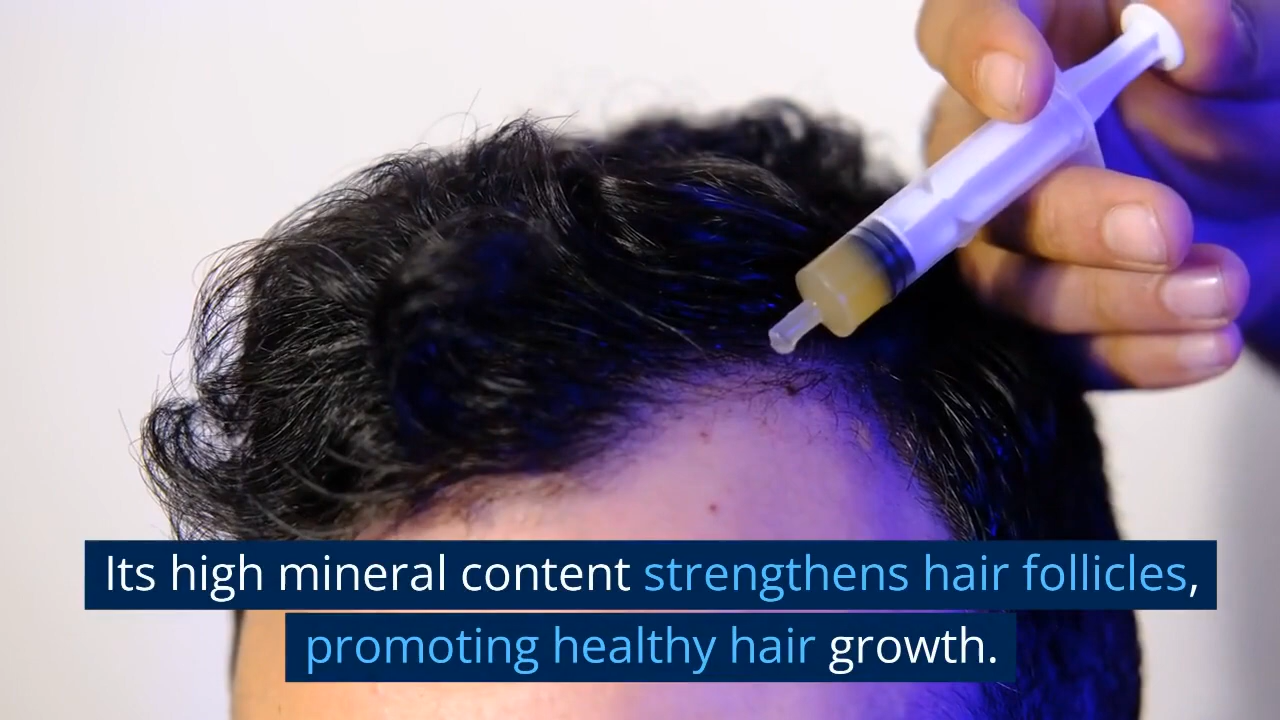 Its high mineral content strengthens hair follicles,
promoting healthy hair growth.